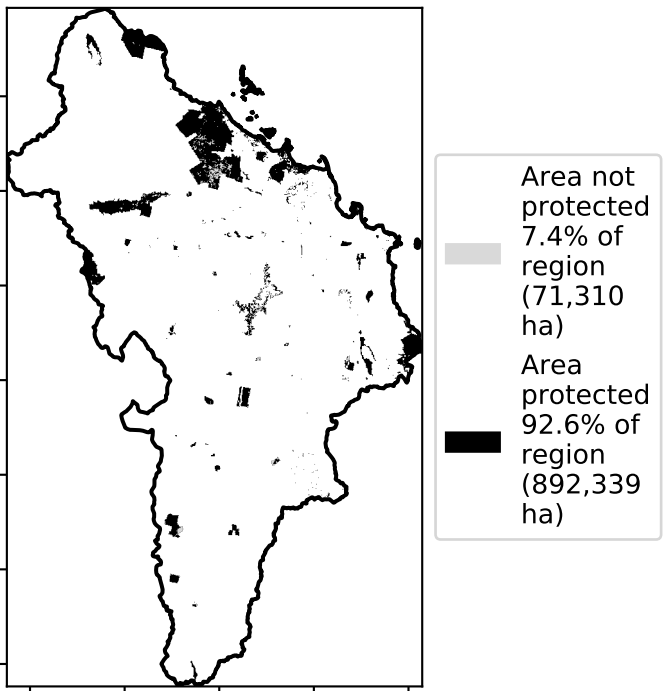 Area not
protected
7.4% of
region
(71,310
ha)
Area
protected
92.6% of
region
(892,339
ha)